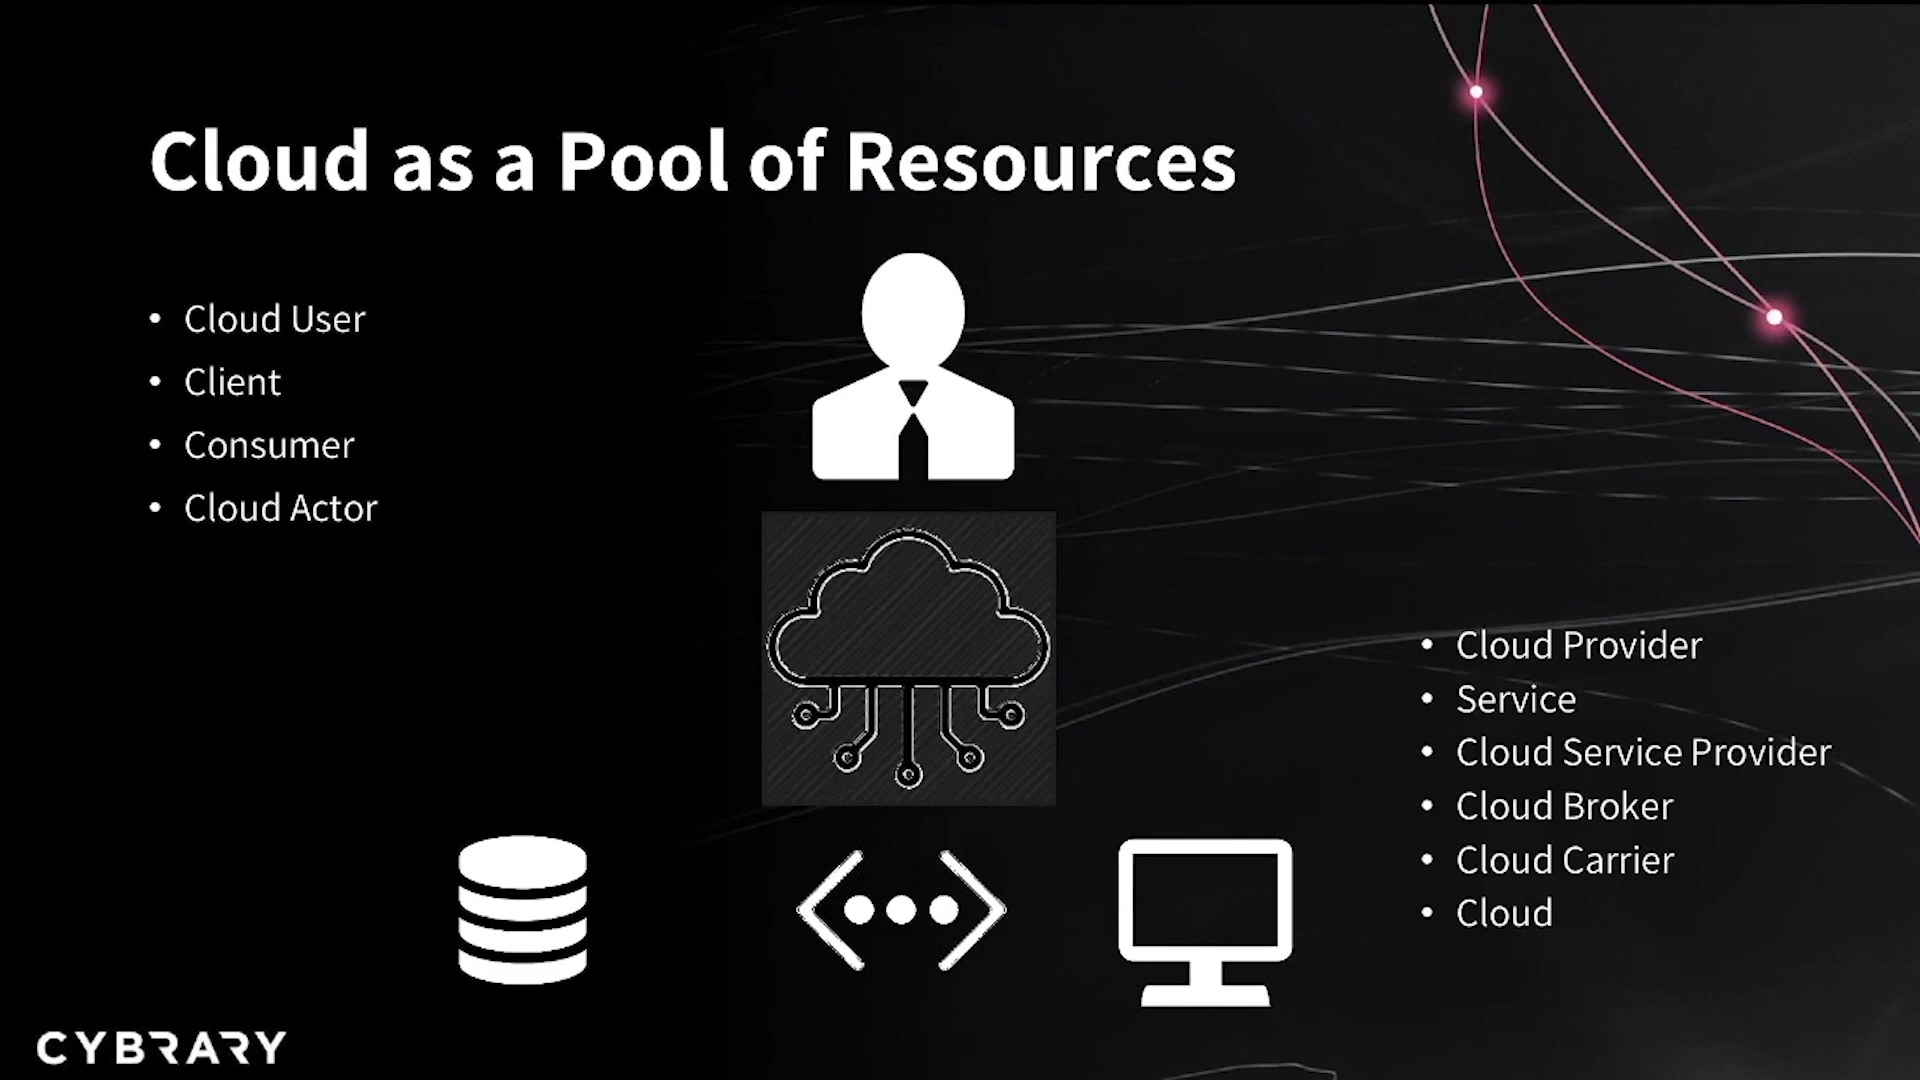 Cloud as a Pool of Resources
• Cloud User
• Client
• Consumer
• Cloud Actor
• Cloud Provider
• Service
• Cloud Service Provider
• Cloud Broker
• Cloud Carrier
• Cloud
CYBRARY